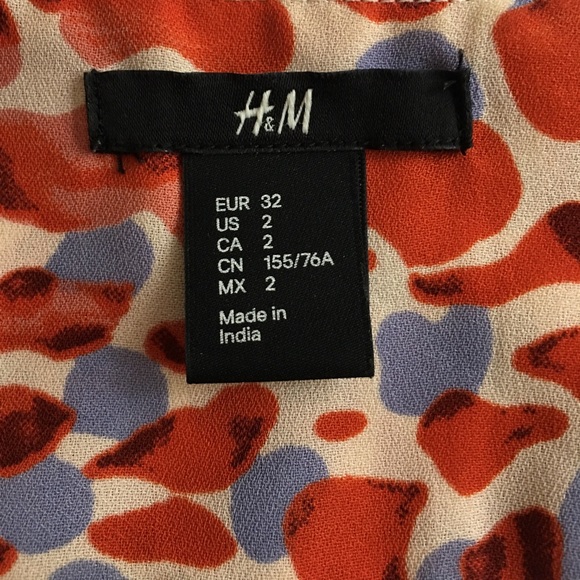 H&M
EUR 32
US 2
CA 2
CN 155/76A
MX 2
Made in
India